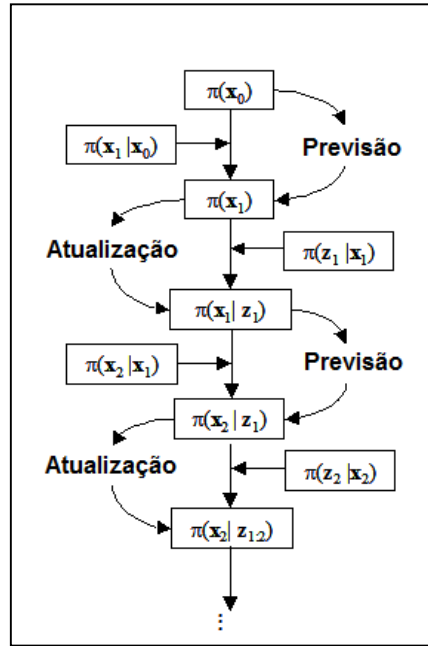 π(x₀)
π(x₁ |x₀)
Previsão
π(x₁)
Atualização
π(z₁ |x₁)
π(x₁| z₁)
π(x₂ |x₁)
Previsão
π(x₂ | z₁)
Atualização
π(z₂ |x₂)
π(x₂| z₁:₂)
...